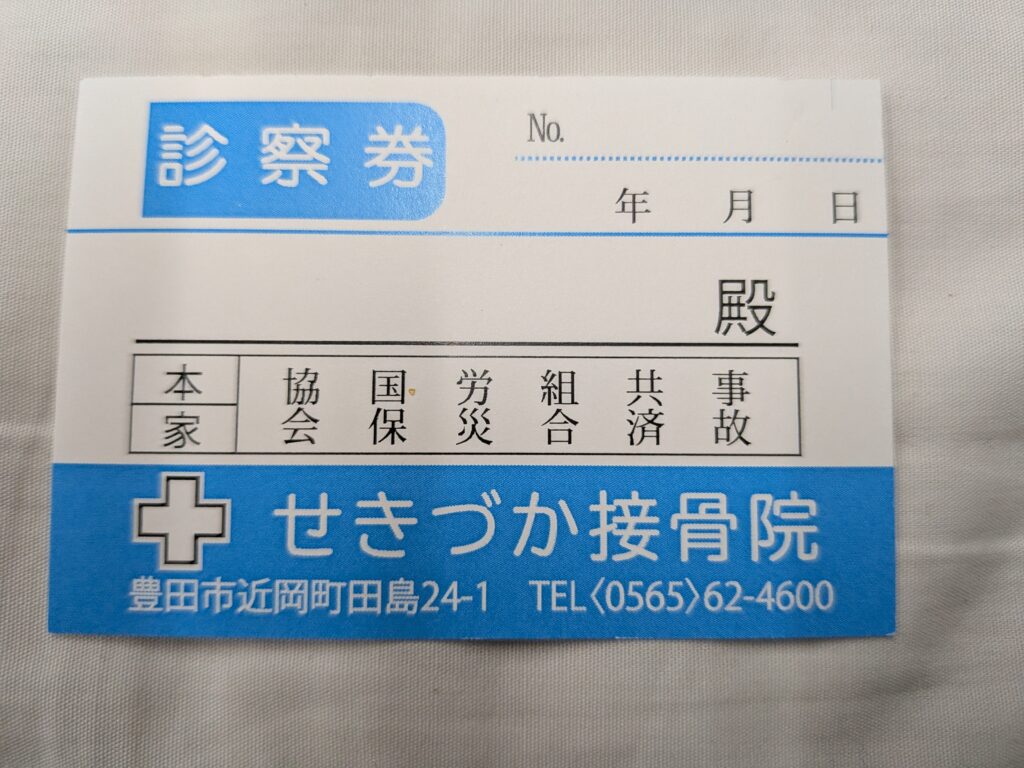 診察券
No.
年 月 日
殿
本 協会 国保 労災 組合 共済 事故
家
せきづか接骨院
豊田市近岡町田島24-1 TEL〈0565〉62-4600